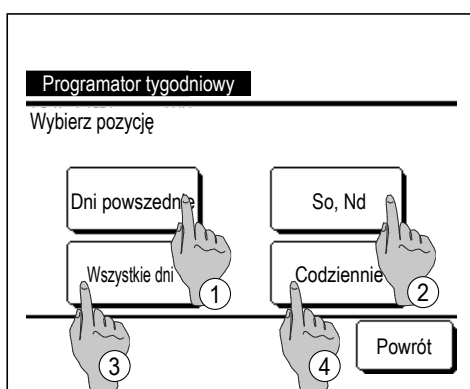 Programator tygodniowy
Wybierz pozycję
Dni powszednie
So, Nd
1
2
Wszystkie dni
Codziennie
3
4
Powrót